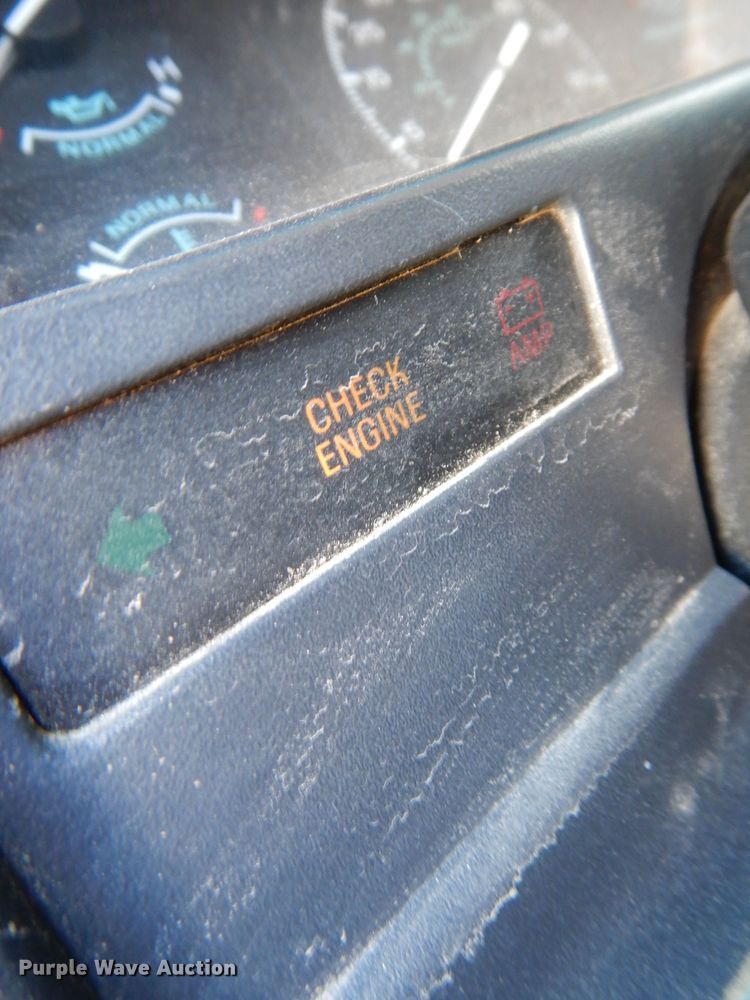 NORMAL
NORMAL
CHECK
ENGINE
AMP
Purple Wave Auction